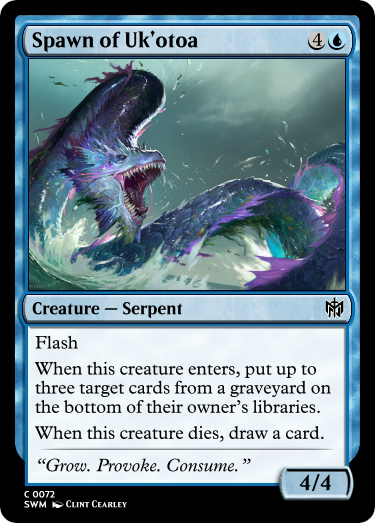 Spawn of Uk'otoa 4
Creature — Serpent
Flash
When this creature enters, put up to
three target cards from a graveyard on
the bottom of their owner's libraries.
When this creature dies, draw a card.
"Grow. Provoke. Consume."
4/4
C 0072
SWM Clint Cearley